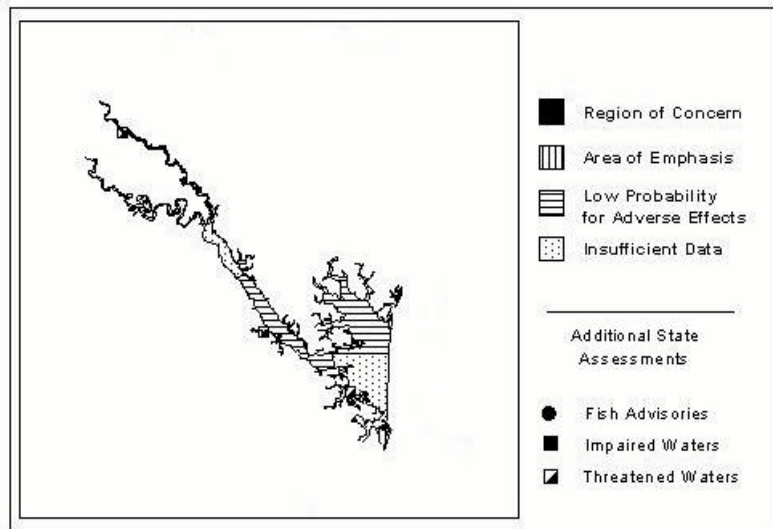 Region of Concern
Area of Emphasis
Low Probability
for Adverse Effects
Insufficient Data
Additional State
Assessments
Fish Advisories
Impaired Waters
Threatened Waters